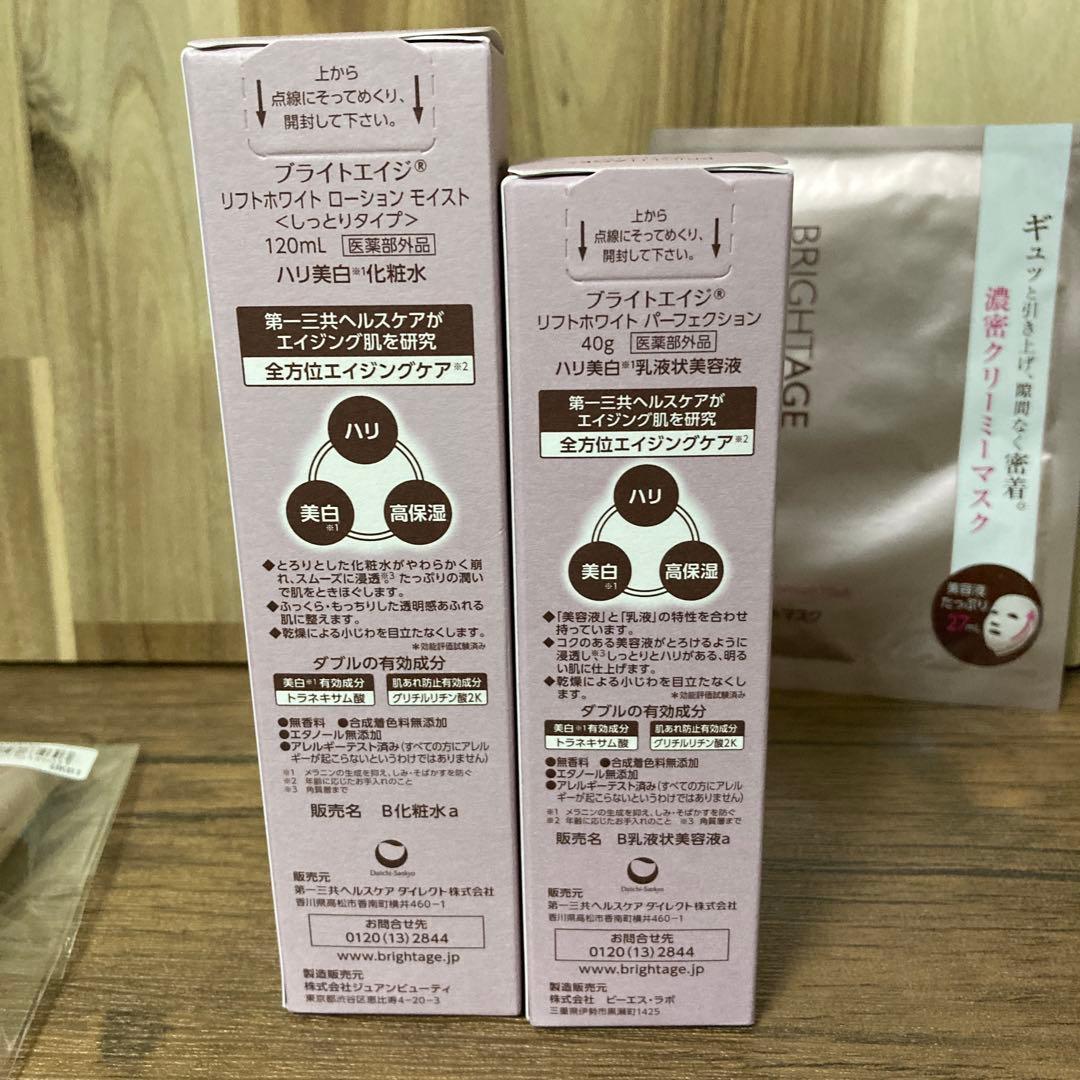 上から
点線にそってめくり、
開封して下さい。
ブライトエイジ®
リフトホワイト ローション モイスト
＜しっとりタイプ＞
120mL 医薬部外品
ハリ美白※1化粧水
第一三共ヘルスケアが
エイジング肌を研究
全方位エイジングケア※2
ハリ
美白※1
高保湿
◆とろりとした化粧水がやわらかく崩
れ、スムーズに浸透※3。たっぷりの潤い
で肌をときほぐします。
◆ふっくら・もっちりした透明感あふれる
肌に整えます。
◆乾燥による小じわを目立たなくします。
＊効能評価試験済み
ダブルの有効成分
美白※1有効成分 肌あれ防止有効成分
トラネキサム酸 グリチルリチン酸2K
●無香料 ●合成着色料無添加
●エタノール無添加
●アレルギーテスト済み(すべての方にアレル
ギーが起こらないというわけではありません)
※1 メラニンの生成を抑え、しみ・そばかすを防ぐ
※2 年齢に応じたお手入れのこと
※3 角質層まで
販売名 B化粧水a
Daiichi-Sankyo
販売元
第一三共ヘルスケア ダイレクト株式会社
香川県高松市香南町横井460-1
お問合せ先
0120(13)2844
www.brightage.jp
製造販売元
株式会社ジュアンビューティ
東京都渋谷区恵比寿4-20-3
上から
点線にそってめくり、
開封して下さい。
ブライトエイジ®
リフトホワイト パーフェクション
40g 医薬部外品
ハリ美白※1乳液状美容液
第一三共ヘルスケアが
エイジング肌を研究
全方位エイジングケア※2
ハリ
美白※1
高保湿
◆「美容液」と「乳液」の特性を合わせ
持っています。
◆コクのある美容液がとろけるように
浸透し※3、しっとりとハリがある、明る
い肌に仕上げます。
◆乾燥による小じわを目立たなくし
ます。 ＊効能評価試験済み
ダブルの有効成分
美白※1有効成分 肌あれ防止有効成分
トラネキサム酸 グリチルリチン酸2K
●無香料 ●合成着色料無添加
●エタノール無添加
●アレルギーテスト済み(すべての方にアレル
ギーが起こらないというわけではありません)
※1 メラニンの生成を抑え、しみ・そばかすを防ぐ
※2 年齢に応じたお手入れのこと ※3 角質層まで
販売名 B乳液状美容液a
Daiichi-Sankyo
販売元
第一三共ヘルスケア ダイレクト株式会社
香川県高松市香南町横井460-1
お問合せ先
0120(13)2844
www.brightage.jp
製造販売元
株式会社 ピーエス・ラボ
三重県伊勢市黒瀬町1425
BRIGHTAGE
ギュッと引き上げ、隙間なく密着。
濃密クリーミーマスク
美容液
たっぷり
27mL
マスク